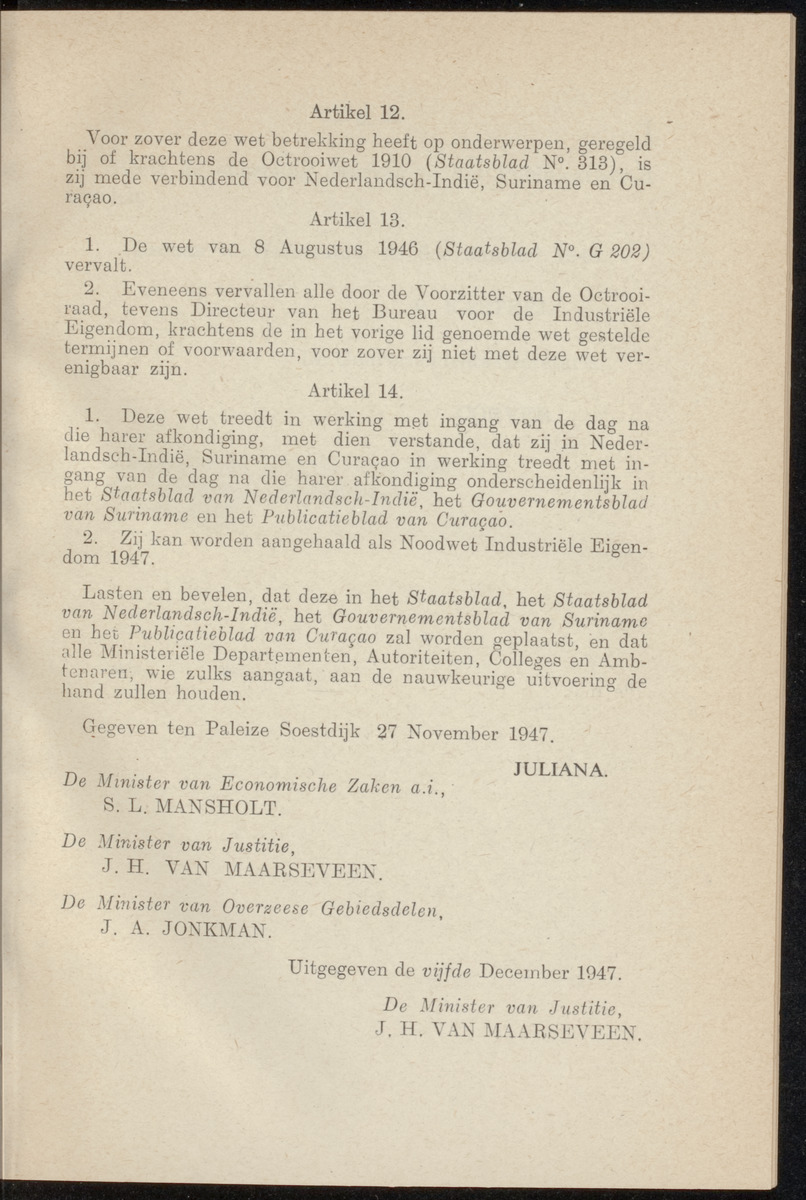 Artikel 12.
Voor zover deze wet betrekking heeft op onderwerpen, geregeld
bij of krachtens de Octrooiwet 1910 (Staatsblad Nº. 313), is
zij mede verbindend voor Nederlandsch-Indië, Suriname en Cu-
raçao.
Artikel 13.
1. De wet van 8 Augustus 1946 (Staatsblad Nº. G 202)
vervalt.
2. Eveneens vervallen alle door de Voorzitter van de Octrooi-
raad, tevens Directeur van het Bureau voor de Industriële
Eigendom, krachtens de in het vorige lid genoemde wet gestelde
termijnen of voorwaarden, voor zover zij niet met deze wet ver-
enigbaar zijn.
Artikel 14.
1. Deze wet treedt in werking met ingang van de dag na
die harer afkondiging, met dien verstande, dat zij in Neder-
landsch-Indië, Suriname en Curaçao in werking treedt met in-
gang van de dag na die harer afkondiging onderscheidenlijk in
het Staatsblad van Nederlandsch-Indië, het Gouvernementsblad
van Suriname en het Publicatieblad van Curaçao.
2. Zij kan worden aangehaald als Noodwet Industriële Eigen-
dom 1947.
Lasten en bevelen, dat deze in het Staatsblad, het Staatsblad
van Nederlandsch-Indië, het Gouvernementsblad van Suriname
en het Publicatieblad van Curaçao zal worden geplaatst, en dat
alle Ministeriële Departementen, Autoriteiten, Colleges en Amb-
tenaren, wie zulks aangaat, aan de nauwkeurige uitvoering de
hand zullen houden.
Gegeven ten Paleize Soestdijk 27 November 1947.
JULIANA.
De Minister van Economische Zaken a.i.,
S. L. MANSHOLT.
De Minister van Justitie,
J. H. VAN MAARSEVEEN.
De Minister van Overzeese Gebiedsdelen,
J. A. JONKMAN.
Uitgegeven de vijfde December 1947.
De Minister van Justitie,
J. H. VAN MAARSEVEEN.